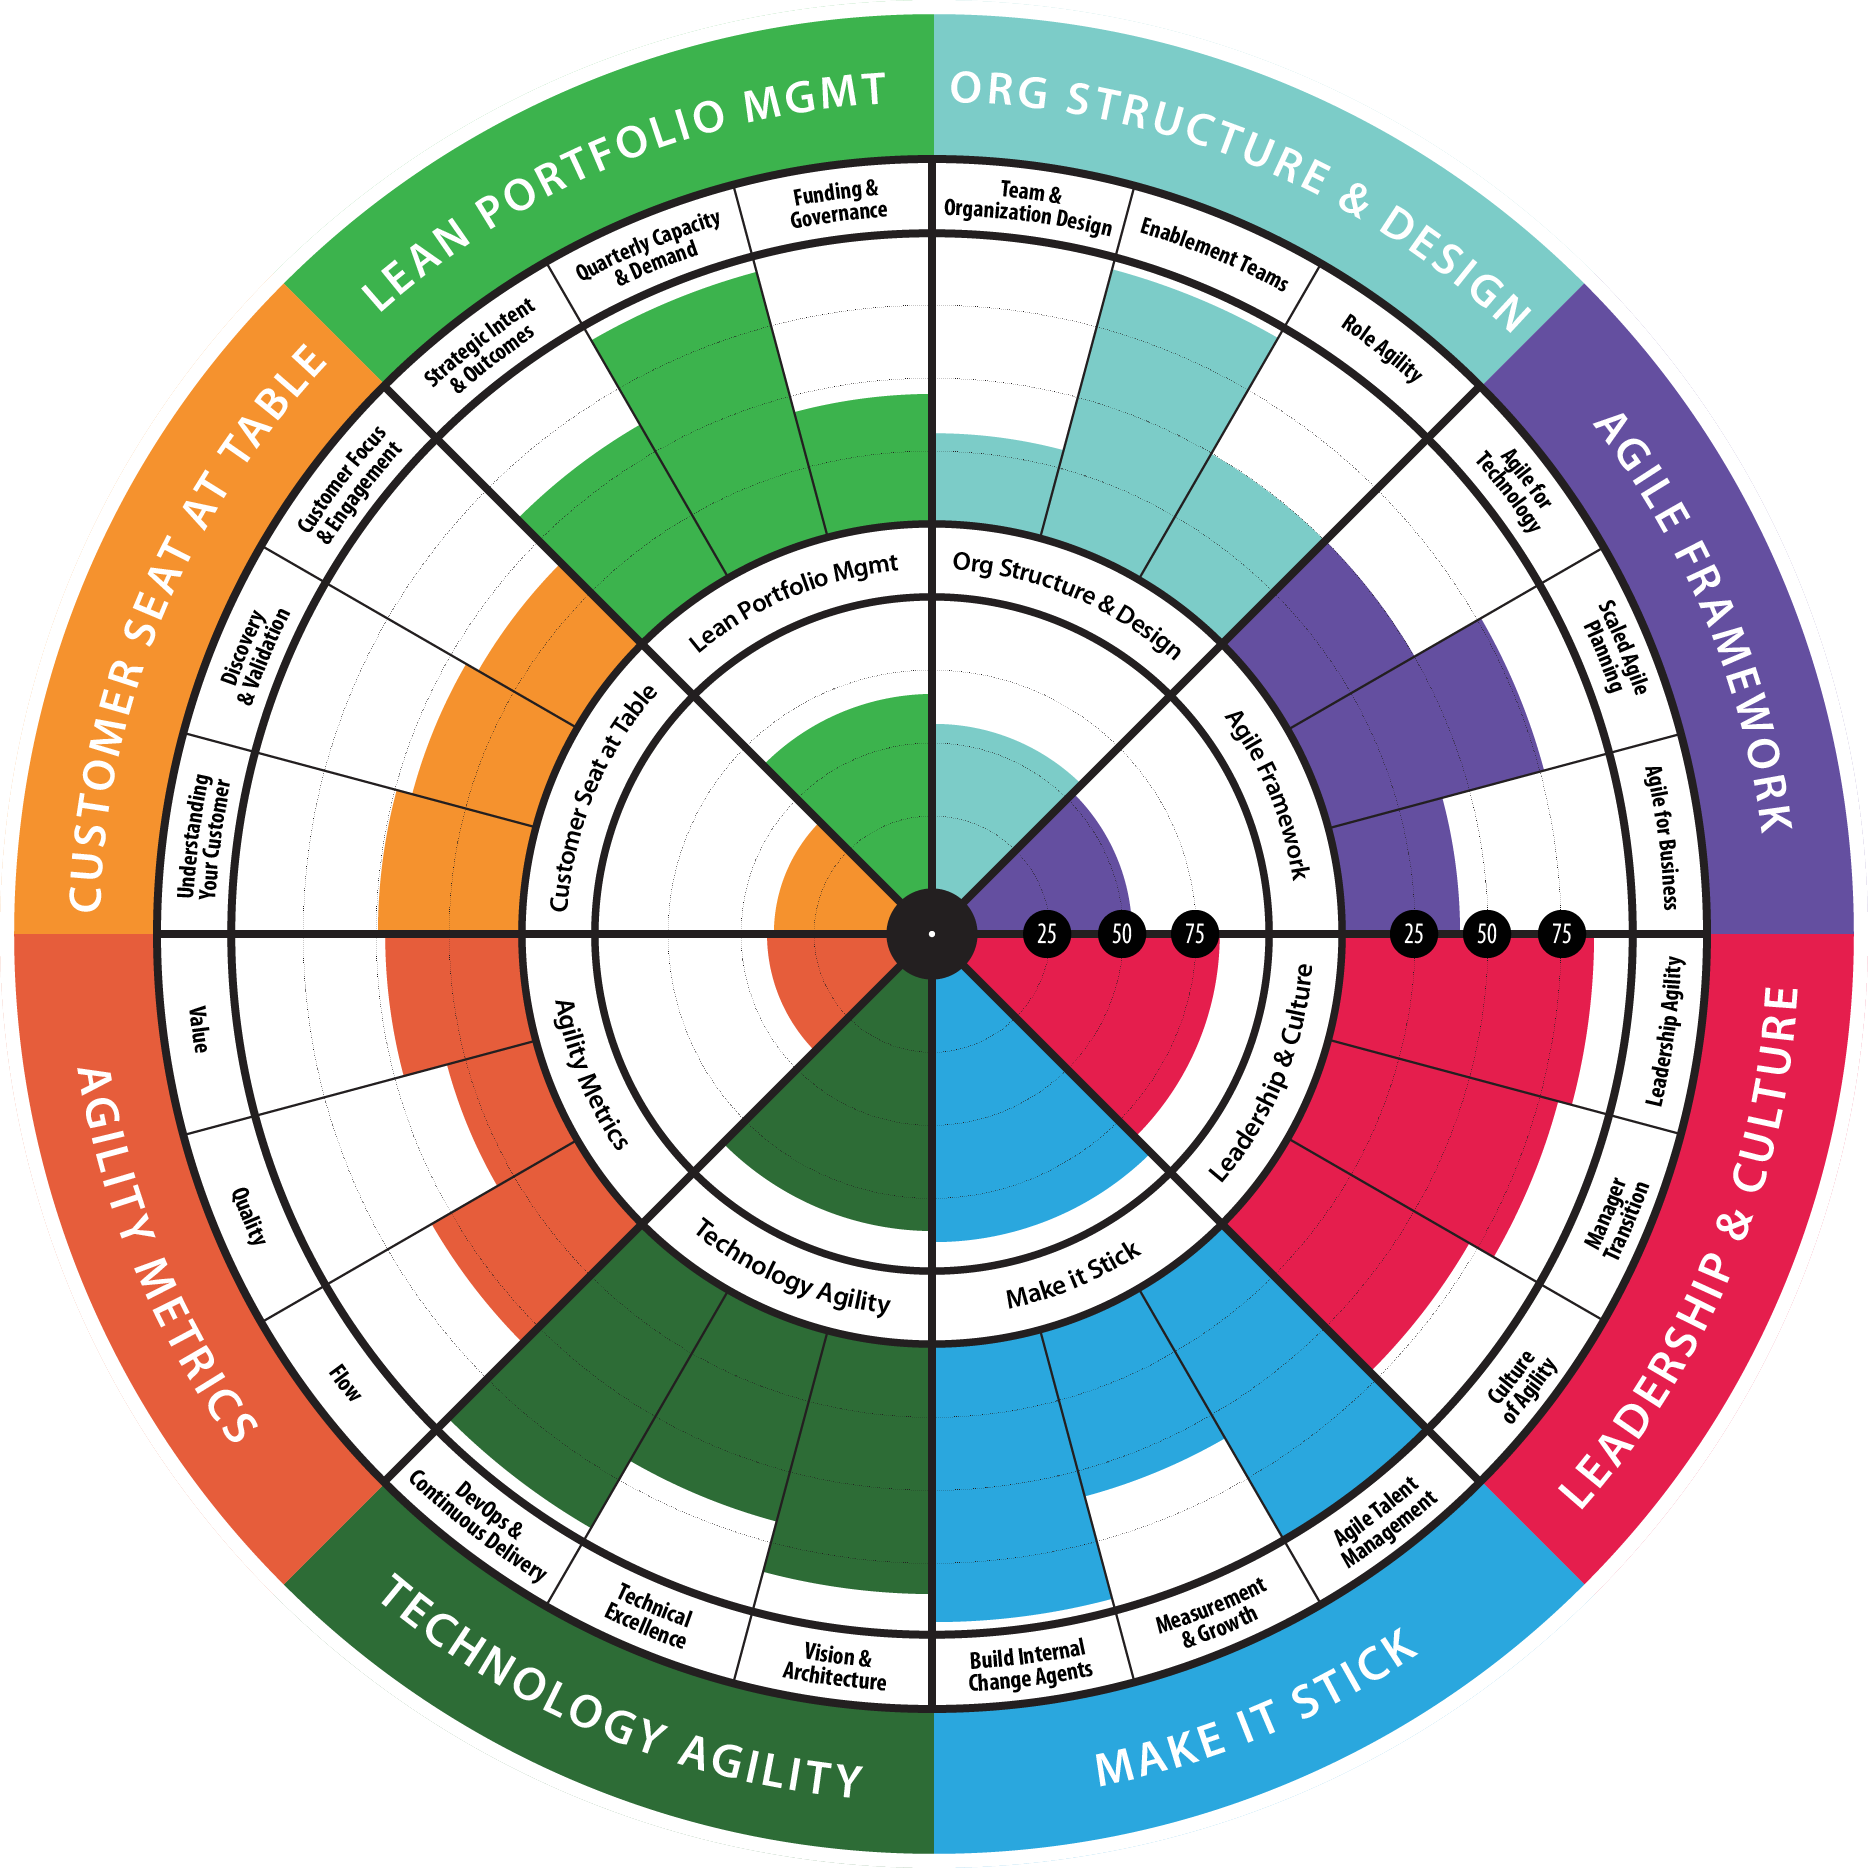 LEAN PORTFOLIO MGMT
ORG STRUCTURE & DESIGN
AGILE FRAMEWORK
LEADERSHIP & CULTURE
MAKE IT STICK
TECHNOLOGY AGILITY
AGILITY METRICS
CUSTOMER SEAT AT TABLE
Strategic Intent
& Outcomes
Quarterly Capacity
& Demand
Funding &
Governance
Team &
Organization Design
Enablement Teams
Role Agility
Agile for
Technology
Scaled Agile
Planning
Agile for Business
Leadership Agility
Manager
Transition
Culture
of Agility
Agile Talent
Management
Measurement
& Growth
Build Internal
Change Agents
Vision &
Architecture
Technical
Excellence
DevOps &
Continuous Delivery
Flow
Quality
Value
Understanding
Your Customer
Discovery
& Validation
Customer Focus
& Engagement
Lean Portfolio Mgmt
Org Structure & Design
Agile Framework
Leadership & Culture
Make it Stick
Technology Agility
Agility Metrics
Customer Seat at Table
25
50
75
25
50
75